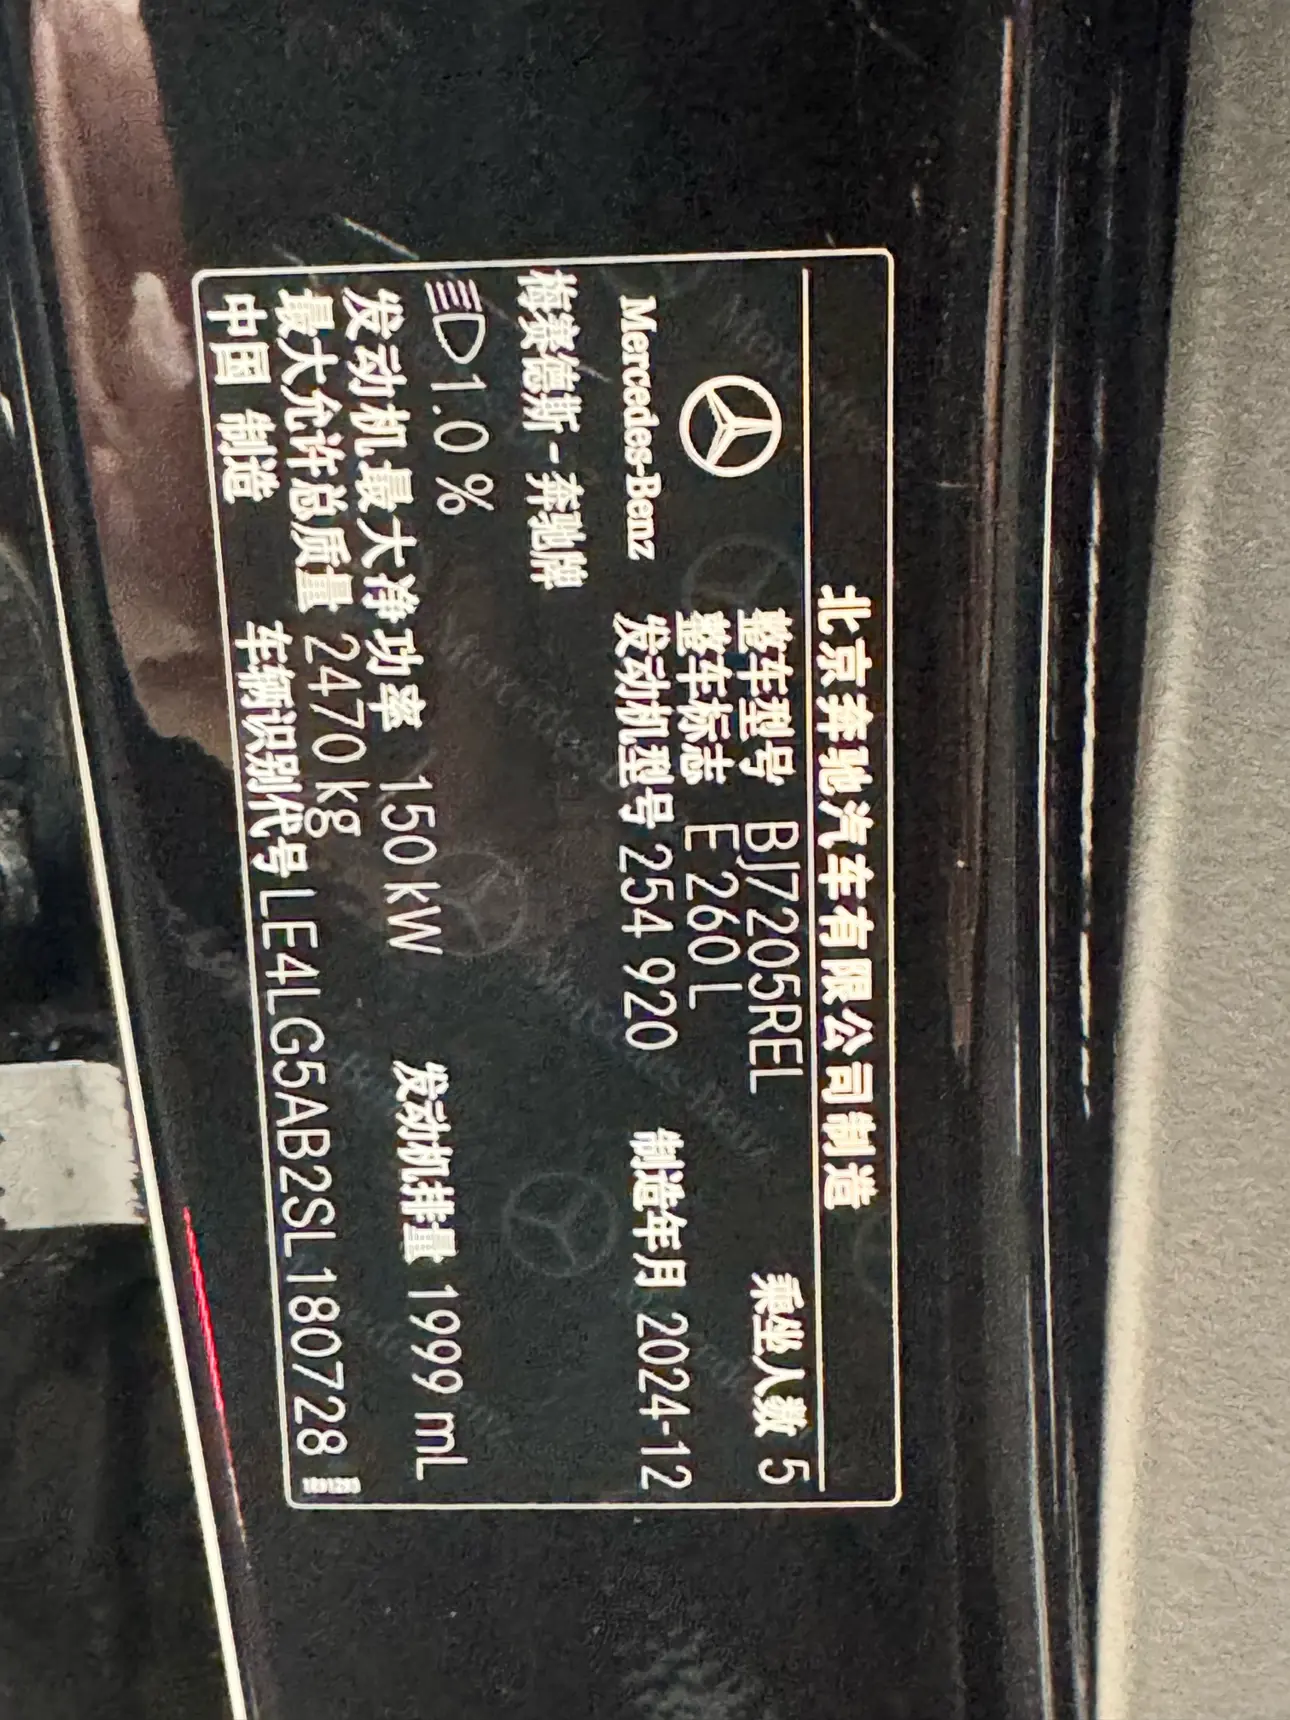 北京奔驰汽车有限公司制造
Mercedes-Benz
整车型号 BJ7205REL 乘坐人数 5
整车标志 E 260 L
发动机型号 254 920 制造年月 2024-12
梅赛德斯-奔驰牌
1.0 %
发动机最大净功率 150 kW 发动机排量 1999 mL
最大允许总质量 2470 kg
中国 制造 车辆识别代号 LE4LG5AB2SL180728